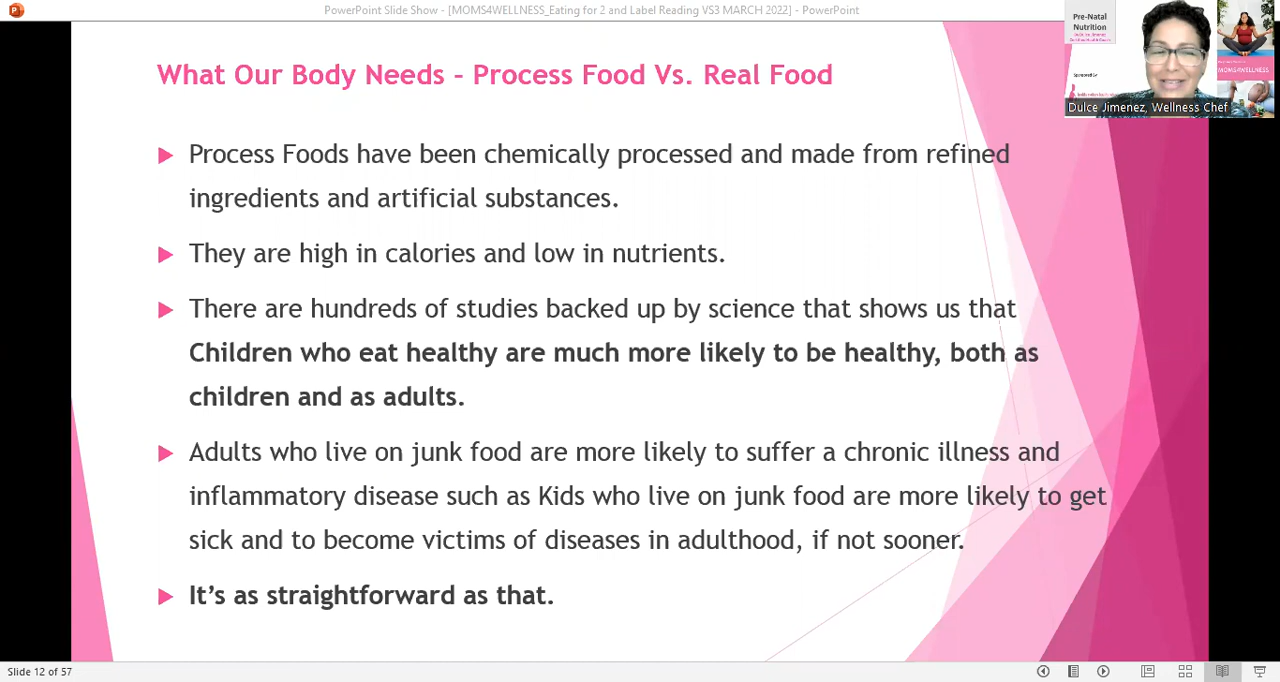 PowerPoint Slide Show - [MOMS4WELLNESS_Eating for 2 and Label Reading VS3 MARCH 2022] - PowerPoint
Pre-Natal
Nutrition
Sponsored by
MOMS4WELLNESS
Dulce Jimenez, Wellness Chef
What Our Body Needs – Process Food Vs. Real Food
Process Foods have been chemically processed and made from refined
ingredients and artificial substances.
They are high in calories and low in nutrients.
There are hundreds of studies backed up by science that shows us that
Children who eat healthy are much more likely to be healthy, both as
children and as adults.
Adults who live on junk food are more likely to suffer a chronic illness and
inflammatory disease such as Kids who live on junk food are more likely to get
sick and to become victims of diseases in adulthood, if not sooner.
It’s as straightforward as that.
Slide 12 of 57